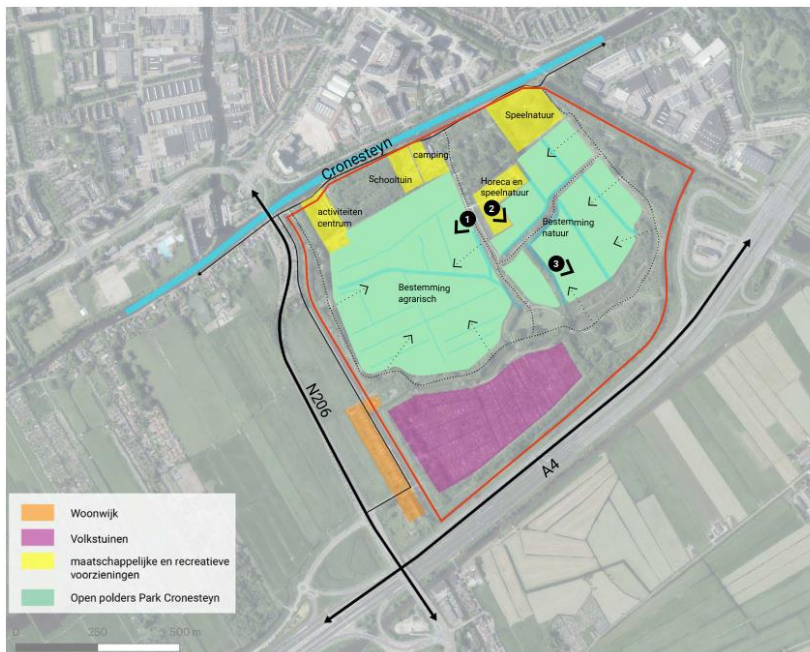 Cronesteyn
Speelnatuur
camping
Schooltuin
Horeca en
speelnatuur
activiteiten
centrum
1
2
Bestemming
natuur
3
Bestemming
agrarisch
N206
A4
Woonwijk
Volkstuinen
maatschappelijke en recreatieve
voorzieningen
Open polders Park Cronesteyn
0 250 500 m